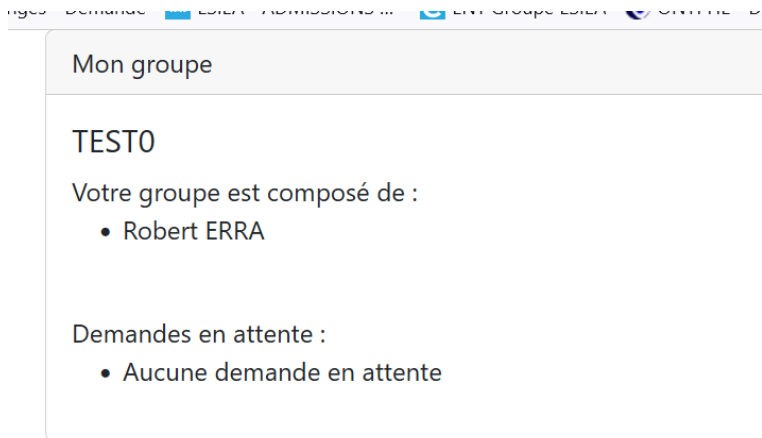 Mon groupe
TEST0
Votre groupe est composé de :
• Robert ERRA
Demandes en attente :
• Aucune demande en attente